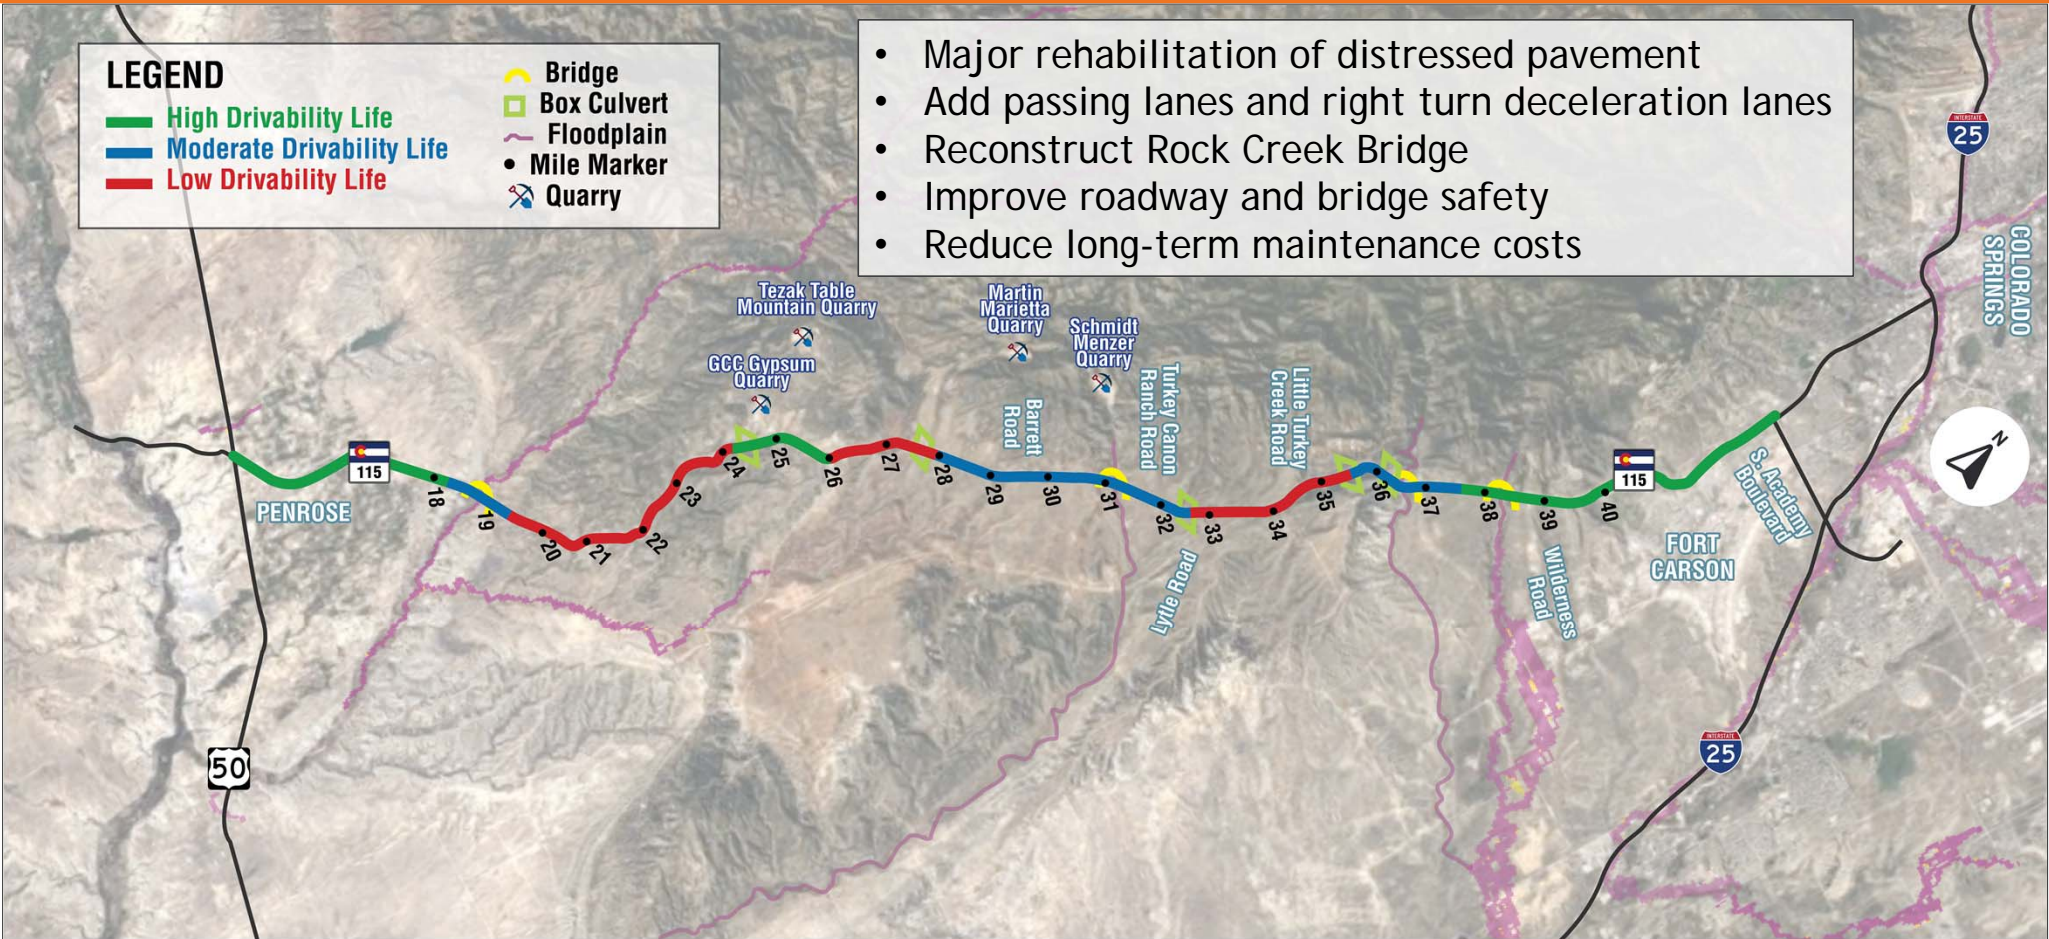 LEGEND
High Drivability Life
Moderate Drivability Life
Low Drivability Life
Bridge
Box Culvert
Floodplain
Mile Marker
Quarry
• Major rehabilitation of distressed pavement
• Add passing lanes and right turn deceleration lanes
• Reconstruct Rock Creek Bridge
• Improve roadway and bridge safety
• Reduce long-term maintenance costs
INTERSTATE
25
COLORADO
SPRINGS
Tezak Table
Mountain Quarry
GCC Gypsum
Quarry
Martin
Marietta
Quarry
Schmidt
Menzer
Quarry
Barrett
Road
Turkey Canon
Ranch Road
Little Turkey
Creek Road
N
115
PENROSE
18
19
20
21
22
23
24
25
26
27
28
29
30
31
32
33
34
35
36
37
38
39
40
115
S. Academy
Boulevard
FORT
CARSON
Wilderness
Road
Lytle Road
50
INTERSTATE
25